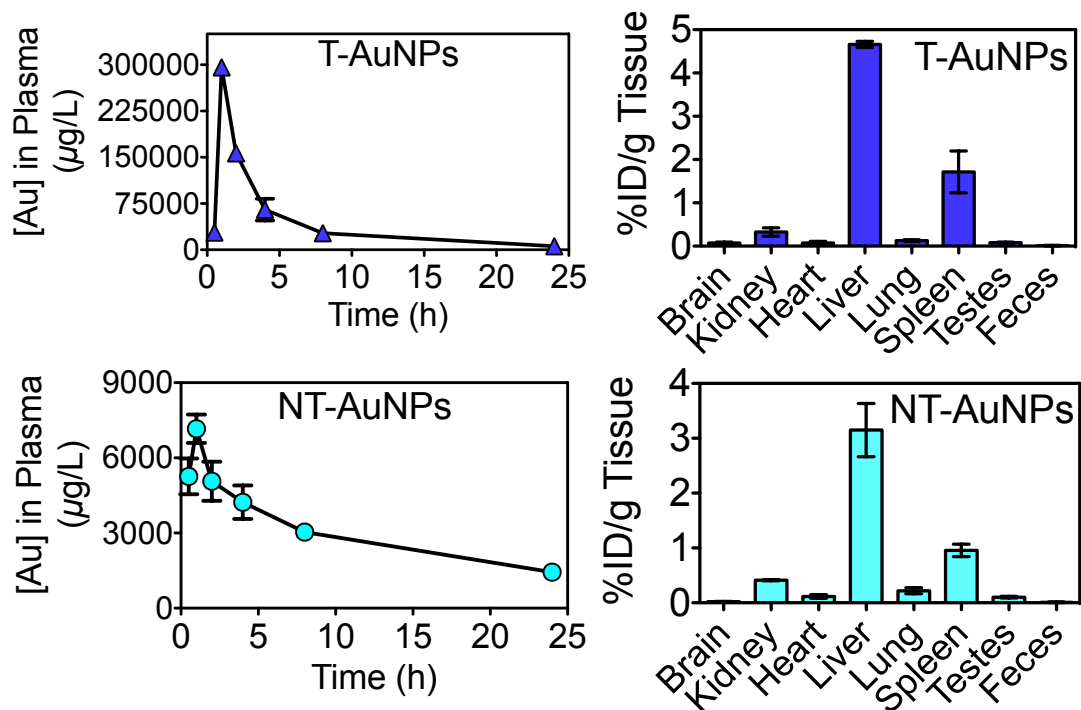 T-AuNPs
[Au] in Plasma
(µg/L)
300000
225000
150000
75000
0
0 5 10 15 20 25
Time (h)
T-AuNPs
%ID/g Tissue
5
4
3
2
1
0
Brain
Kidney
Heart
Liver
Lung
Spleen
Testes
Feces
NT-AuNPs
[Au] in Plasma
(µg/L)
9000
6000
3000
0
0 5 10 15 20 25
Time (h)
NT-AuNPs
%ID/g Tissue
4
3
2
1
0
Brain
Kidney
Heart
Liver
Lung
Spleen
Testes
Feces